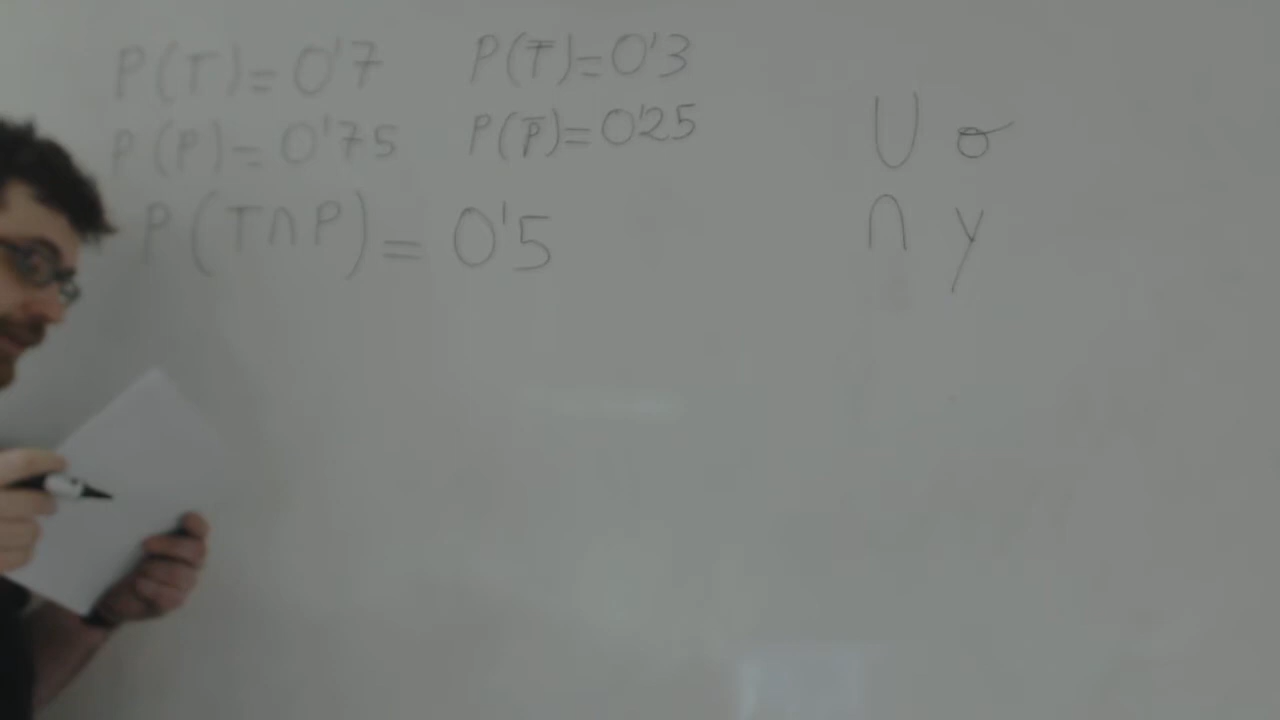 P(T)=0'7
P(T̅)=0'3
P(P)=0'75
P(P̅)=0'25
P(T∩P)=0'5
U o
∩ y